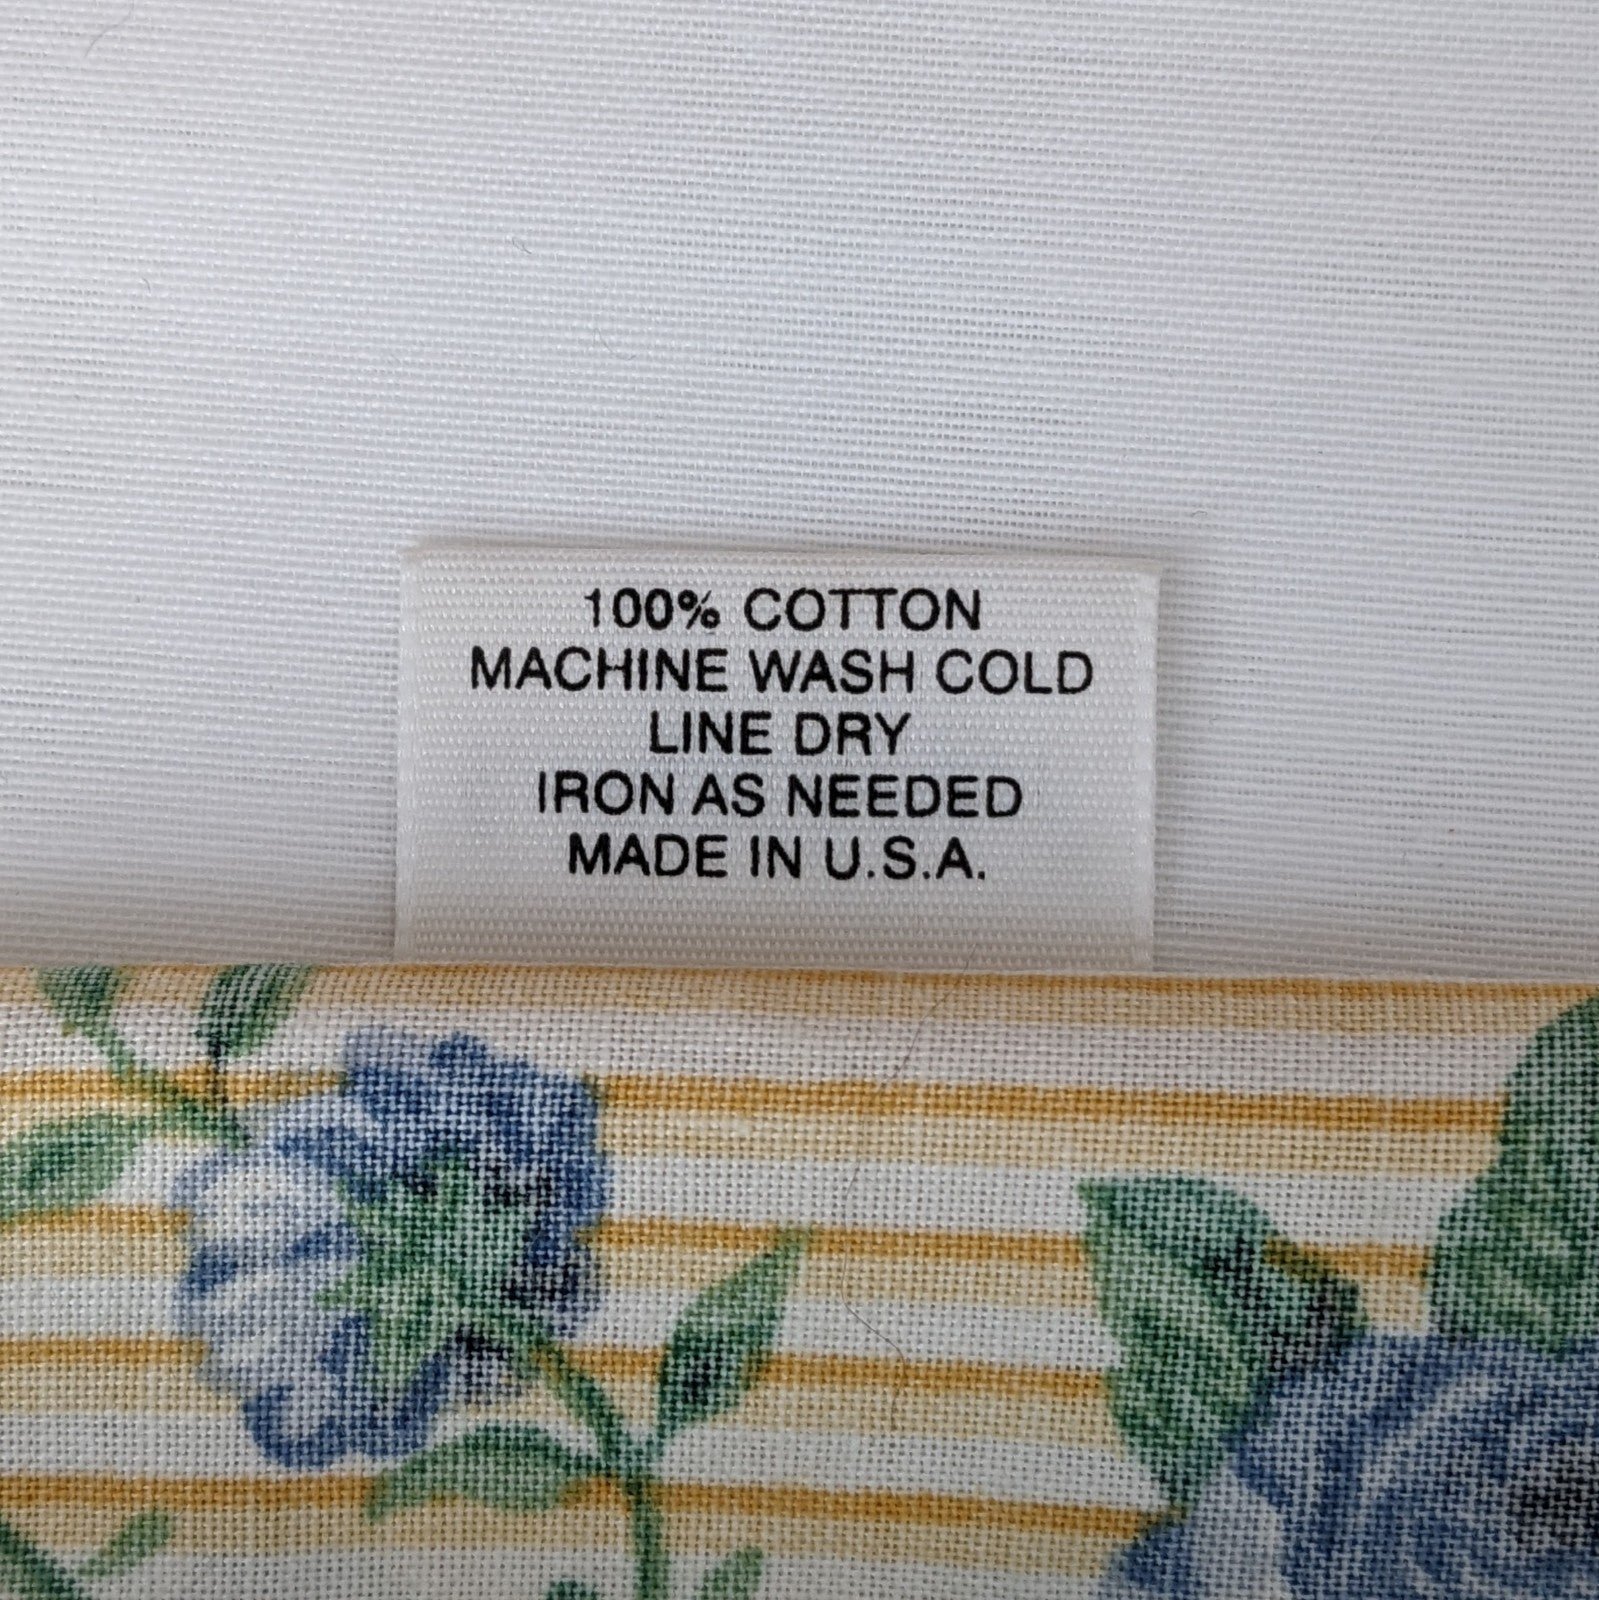 100% COTTON
MACHINE WASH COLD
LINE DRY
IRON AS NEEDED
MADE IN U.S.A.